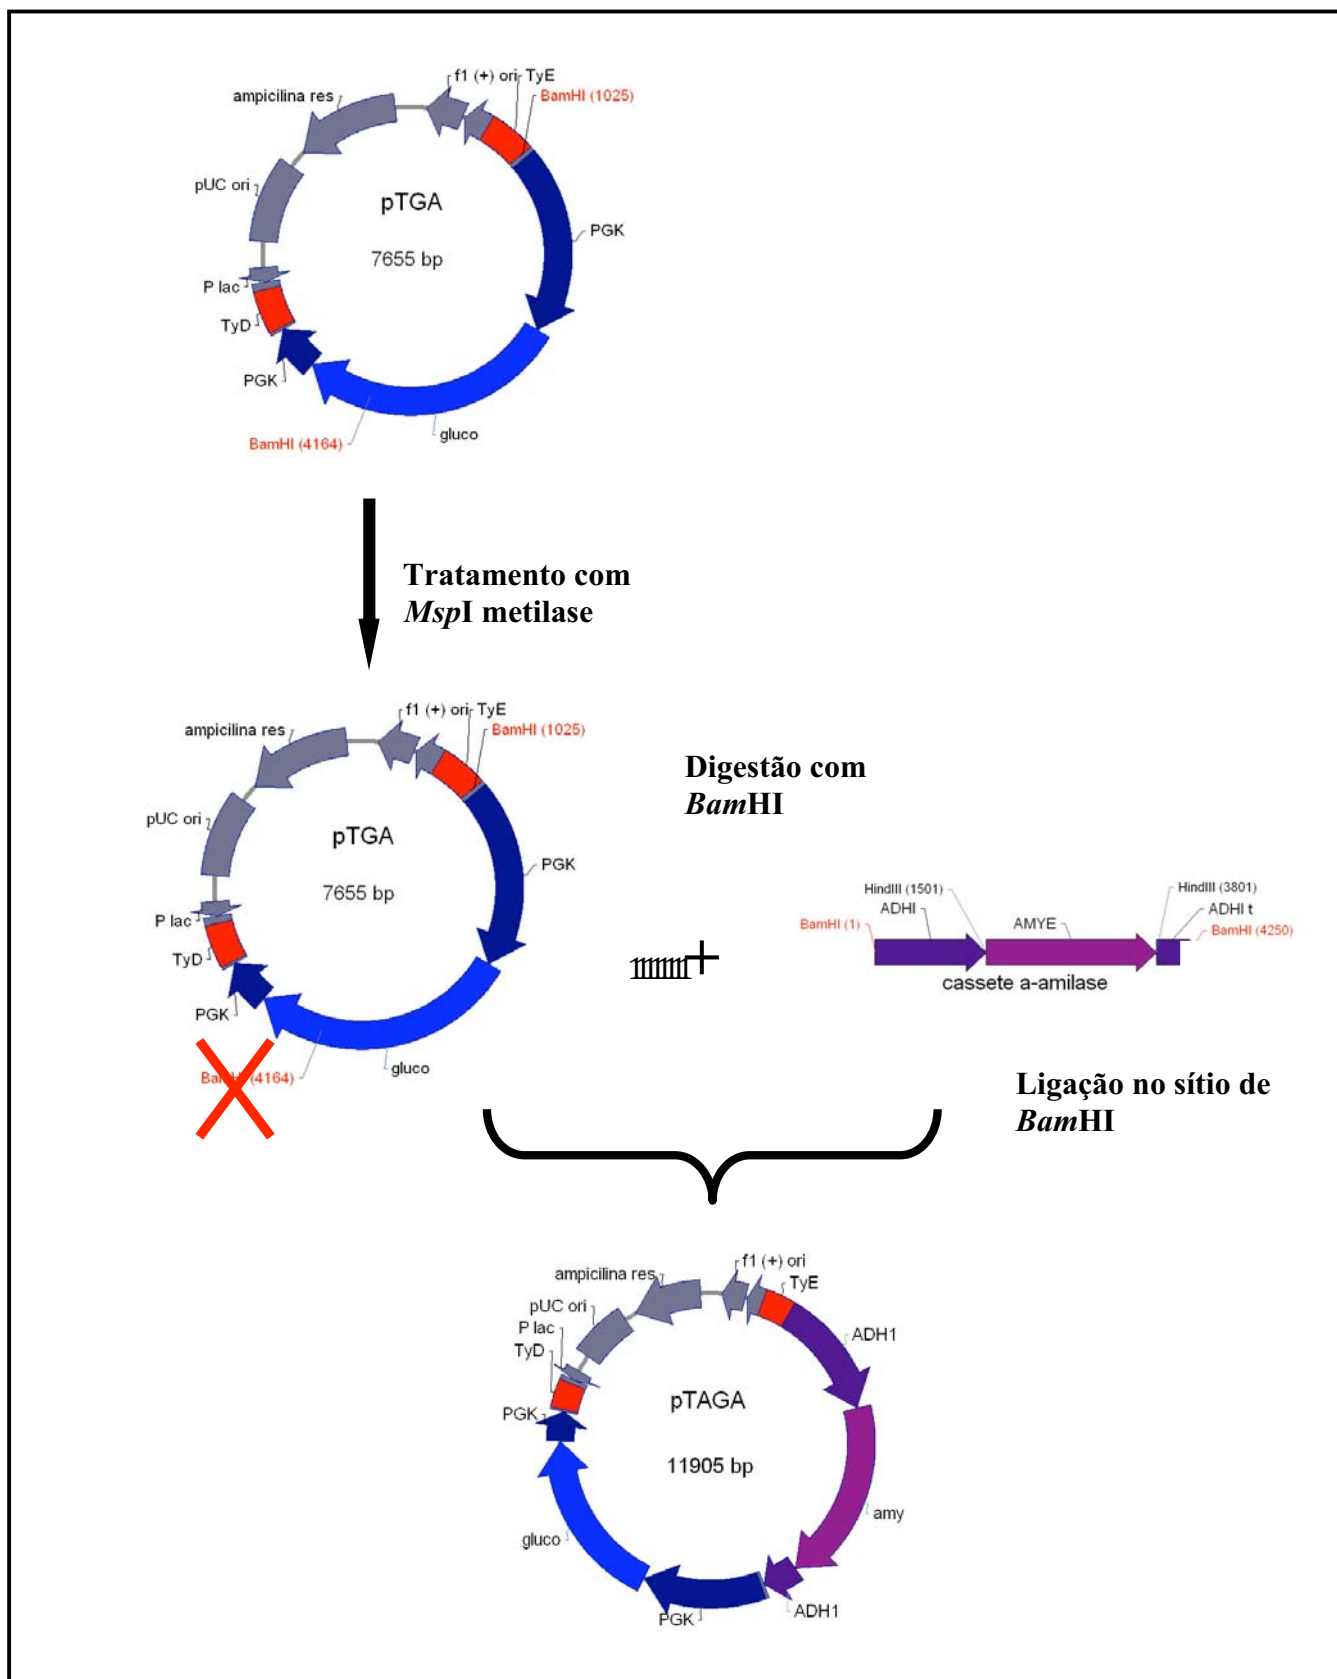 f1 (+) ori TyE
ampicilina res
BamHI (1025)
pUC ori
pTGA
PGK
7655 bp
P lac
TyD
PGK
gluco
BamHI (4164)
Tratamento com
MspI metilase
f1 (+) ori TyE
ampicilina res
BamHI (1025)
Digestão com
BamHI
pUC ori
pTGA
PGK
7655 bp
HindIII (1501)
HindIII (3801)
ADHI
AMYE
ADHI t
BamHI (1)
BamHI (4250)
P lac
TyD
+
cassete a-amilase
PGK
gluco
BamHI (4164)
Ligação no sítio de
BamHI
f1 (+) ori
ampicilina res
TyE
pUC ori
P lac
ADH1
TyD
pTAGA
PGK
11905 bp
amy
gluco
PGK
ADH1